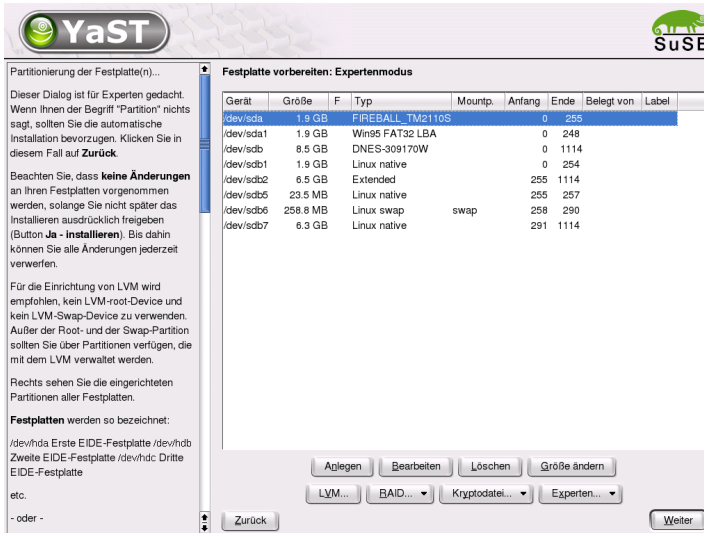 YaST
SuSE
Partitionierung der Festplatte(n)...
Dieser Dialog ist für Experten gedacht.
Wenn Ihnen der Begriff "Partition" nichts
sagt, sollten Sie die automatische
Installation bevorzugen. Klicken Sie in
diesem Fall auf Zurück.
Beachten Sie, dass keine Änderungen
an Ihren Festplatten vorgenommen
werden, solange Sie nicht später das
Installieren ausdrücklich freigeben
(Button Ja - installieren). Bis dahin
können Sie alle Änderungen jederzeit
verwerfen.
Für die Einrichtung von LVM wird
empfohlen, kein LVM-root-Device und
kein LVM-Swap-Device zu verwenden.
Außer der Root- und der Swap-Partition
sollten Sie über Partitionen verfügen, die
mit dem LVM verwaltet werden.
Rechts sehen Sie die eingerichteten
Partitionen aller Festplatten.
Festplatten werden so bezeichnet:
/dev/hda Erste EIDE-Festplatte /dev/hdb
Zweite EIDE-Festplatte /dev/hdc Dritte
EIDE-Festplatte
etc.
- oder -
Festplatte vorbereiten: Expertenmodus
Gerät Größe F Typ Mountp. Anfang Ende Belegt von Label
/dev/sda 1.9 GB FIREBALL_TM2110S 0 255
/dev/sda1 1.9 GB Win95 FAT32 LBA 0 248
/dev/sdb 8.5 GB DNES-309170W 0 1114
/dev/sdb1 1.9 GB Linux native 0 254
/dev/sdb2 6.5 GB Extended 255 1114
/dev/sdb5 23.5 MB Linux native 255 257
/dev/sdb6 258.8 MB Linux swap swap 258 290
/dev/sdb7 6.3 GB Linux native 291 1114
Anlegen Bearbeiten Löschen Größe ändern
LVM... RAID... Kryptodatei... Experten...
Zurück Weiter